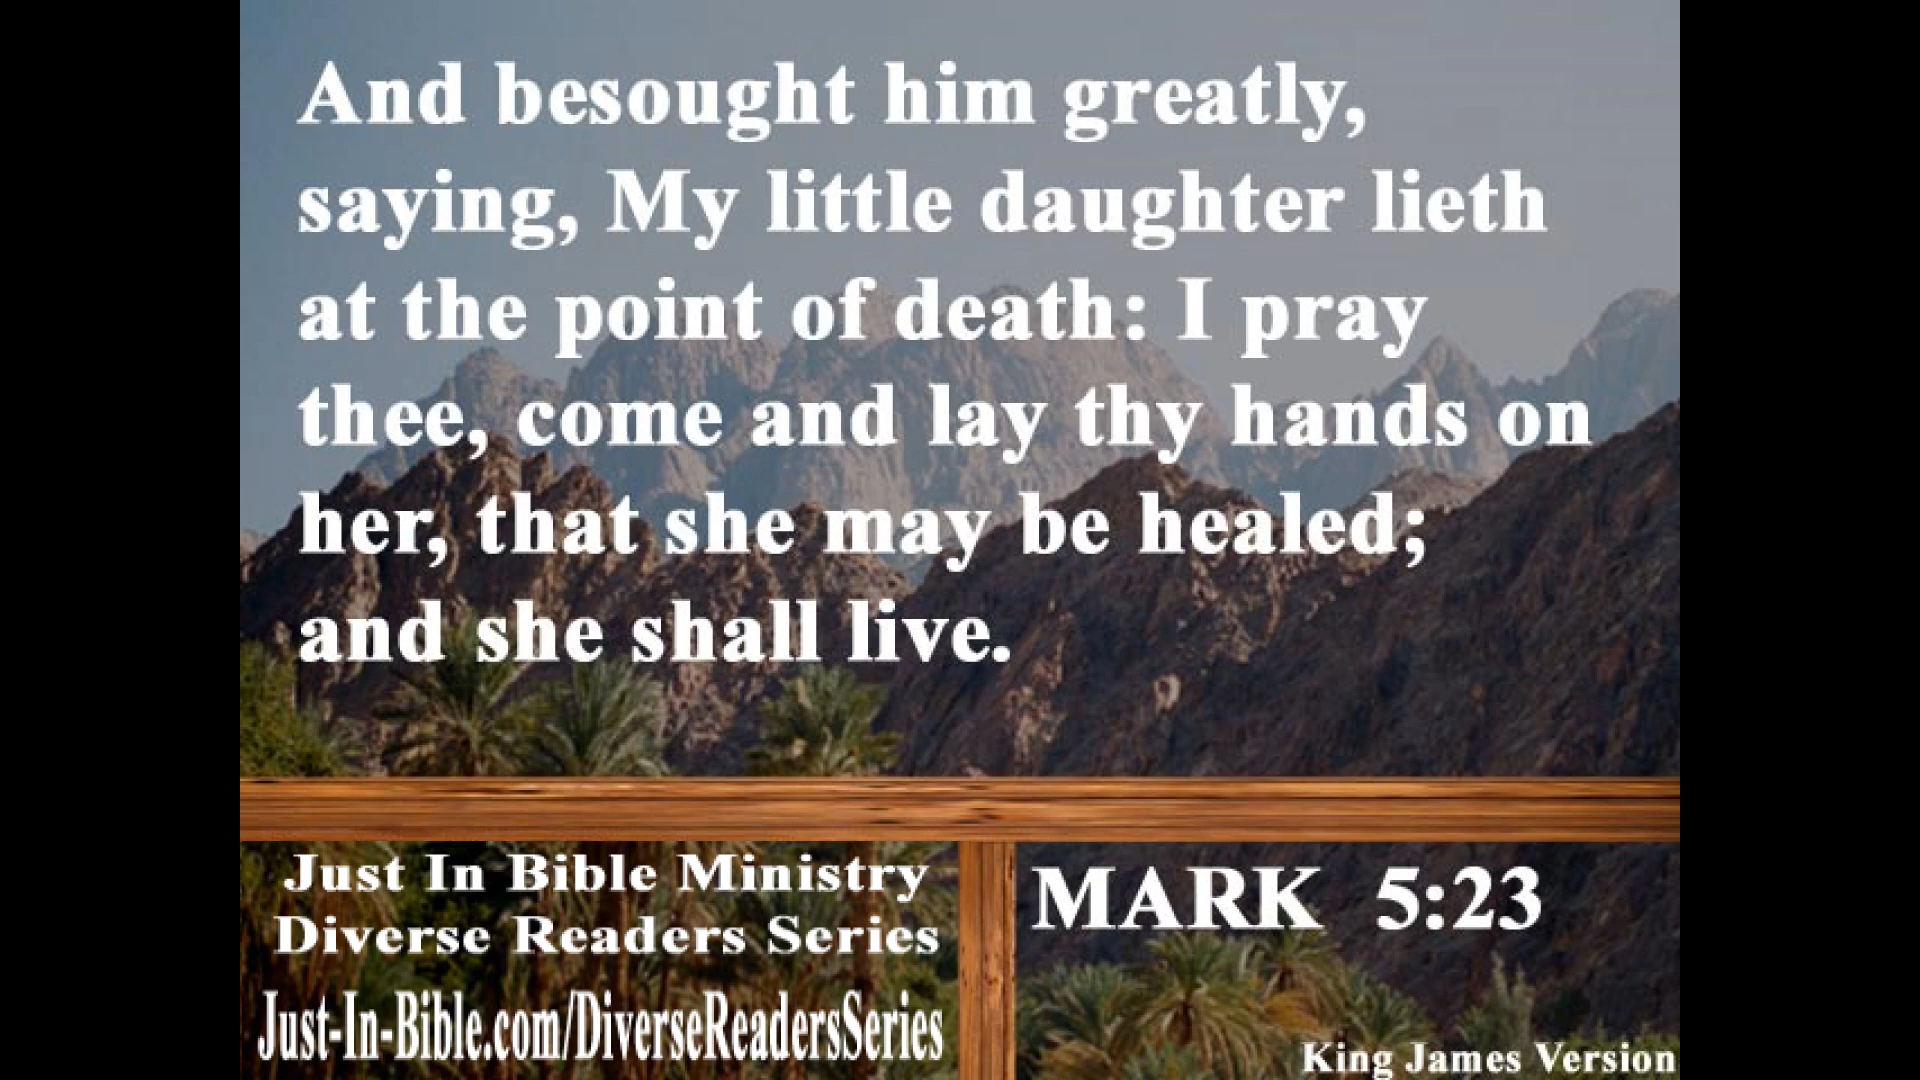 And besought him greatly,
saying, My little daughter lieth
at the point of death: I pray
thee, come and lay thy hands on
her, that she may be healed;
and she shall live.
Just In Bible Ministry
Diverse Readers Series
Just-In-Bible.com/DiverseReadersSeries
MARK 5:23
King James Version